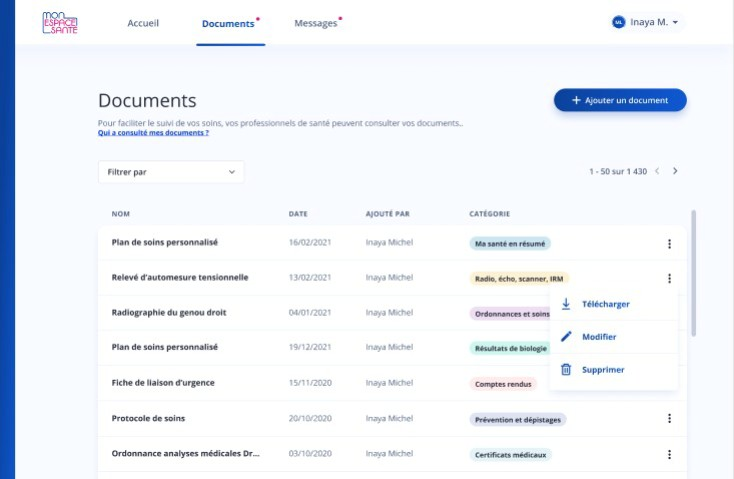 mon
ESPACE
SANTÉ
Accueil
Documents
Messages
Inaya M.
Documents
+ Ajouter un document
Pour faciliter le suivi de vos soins, vos professionnels de santé peuvent consulter vos documents..
Qui a consulté mes documents ?
Filtrer par
1 - 50 sur 1 430
NOM DATE AJOUTÉ PAR CATÉGORIE
Plan de soins personnalisé 16/02/2021 Inaya Michel Ma santé en résumé
Relevé d'automesure tensionnelle 13/02/2021 Inaya Michel Radio, écho, scanner, IRM
Télécharger
Radiographie du genou droit 04/01/2021 Inaya Michel Ordonnances et soins
Modifier
Plan de soins personnalisé 19/12/2021 Inaya Michel Résultats de biologie
Supprimer
Fiche de liaison d'urgence 15/11/2020 Inaya Michel Comptes rendus
Protocole de soins 20/10/2020 Inaya Michel Prévention et dépistages
Ordonnance analyses médicales Dr... 03/10/2020 Inaya Michel Certificats médicaux